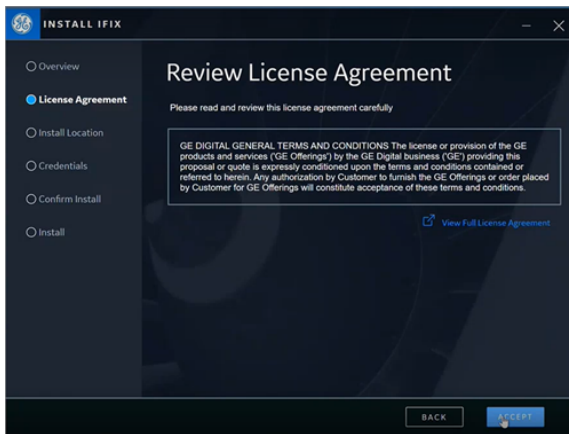 INSTALL IFIX
Overview
License Agreement
Install Location
Credentials
Confirm Install
Install
Review License Agreement
Please read and review this license agreement carefully
GE DIGITAL GENERAL TERMS AND CONDITIONS The license or provision of the GE
products and services ('GE Offerings') by the GE Digital business ('GE') providing this
proposal or quote is expressly conditioned upon the terms and conditions contained or
referred to herein. Any authorization by Customer to furnish the GE Offerings or order placed
by Customer for GE Offerings will constitute acceptance of these terms and conditions.
View Full License Agreement
BACK
ACCEPT